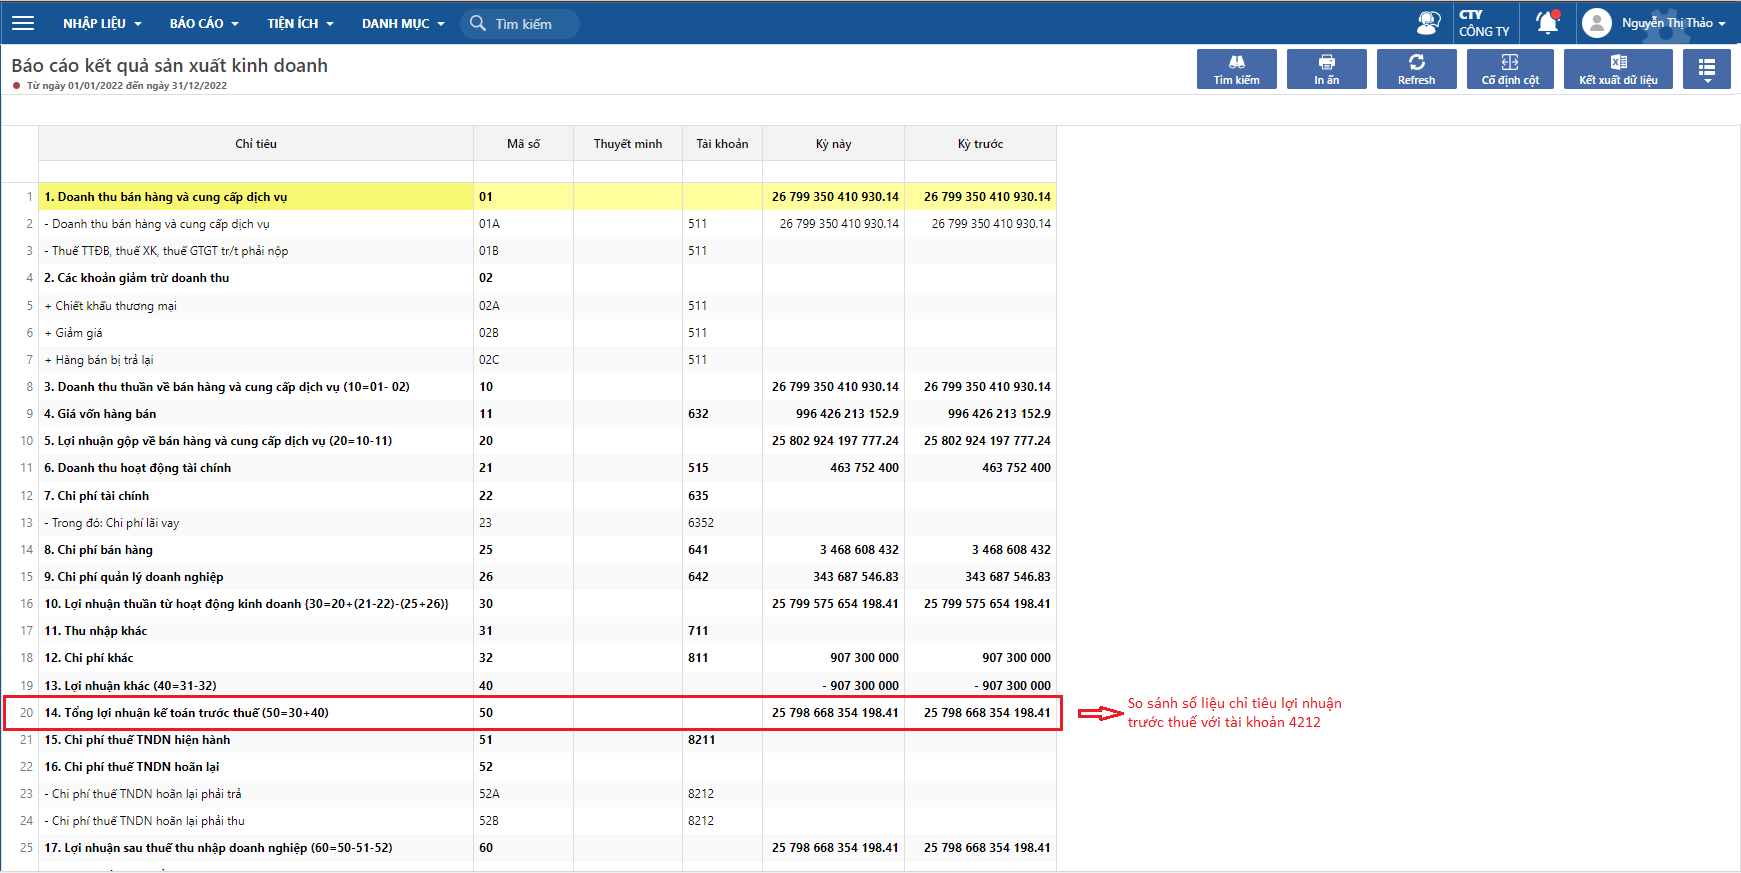 NHẬP LIỆU BÁO CÁO TIỆN ÍCH DANH MỤC Tìm kiếm CTY CÔNG TY Nguyễn Thị Thảo
Báo cáo kết quả sản xuất kinh doanh
Từ ngày 01/01/2022 đến ngày 31/12/2022
Tìm kiếm In ấn Refresh Cố định cột Kết xuất dữ liệu
Chỉ tiêu Mã số Thuyết minh Tài khoản Kỳ này Kỳ trước
1 1. Doanh thu bán hàng và cung cấp dịch vụ 01 26 799 350 410 930.14 26 799 350 410 930.14
2 - Doanh thu bán hàng và cung cấp dịch vụ 01A 511 26 799 350 410 930.14 26 799 350 410 930.14
3 - Thuế TTĐB, thuế XK, thuế GTGT tr/t phải nộp 01B 511
4 2. Các khoản giảm trừ doanh thu 02
5 + Chiết khấu thương mại 02A 511
6 + Giảm giá 02B 511
7 + Hàng bán bị trả lại 02C 511
8 3. Doanh thu thuần về bán hàng và cung cấp dịch vụ (10=01- 02) 10 26 799 350 410 930.14 26 799 350 410 930.14
9 4. Giá vốn hàng bán 11 632 996 426 213 152.9 996 426 213 152.9
10 5. Lợi nhuận gộp về bán hàng và cung cấp dịch vụ (20=10-11) 20 25 802 924 197 777.24 25 802 924 197 777.24
11 6. Doanh thu hoạt động tài chính 21 515 463 752 400 463 752 400
12 7. Chi phí tài chính 22 635
13 - Trong đó: Chi phí lãi vay 23 6352
14 8. Chi phí bán hàng 25 641 3 468 608 432 3 468 608 432
15 9. Chi phí quản lý doanh nghiệp 26 642 343 687 546.83 343 687 546.83
16 10. Lợi nhuận thuần từ hoạt động kinh doanh {30=20+(21-22)-(25+26)} 30 25 799 575 654 198.41 25 799 575 654 198.41
17 11. Thu nhập khác 31 711
18 12. Chi phí khác 32 811 907 300 000 907 300 000
19 13. Lợi nhuận khác (40=31-32) 40 - 907 300 000 - 907 300 000
20 14. Tổng lợi nhuận kế toán trước thuế (50=30+40) 50 25 798 668 354 198.41 25 798 668 354 198.41
So sánh số liệu chỉ tiêu lợi nhuận
trước thuế với tài khoản 4212
21 15. Chi phí thuế TNDN hiện hành 51 8211
22 16. Chi phí thuế TNDN hoãn lại 52
23 - Chi phí thuế TNDN hoãn lại phải trả 52A 8212
24 - Chi phí thuế TNDN hoãn lại phải thu 52B 8212
25 17. Lợi nhuận sau thuế thu nhập doanh nghiệp (60=50-51-52) 60 25 798 668 354 198.41 25 798 668 354 198.41